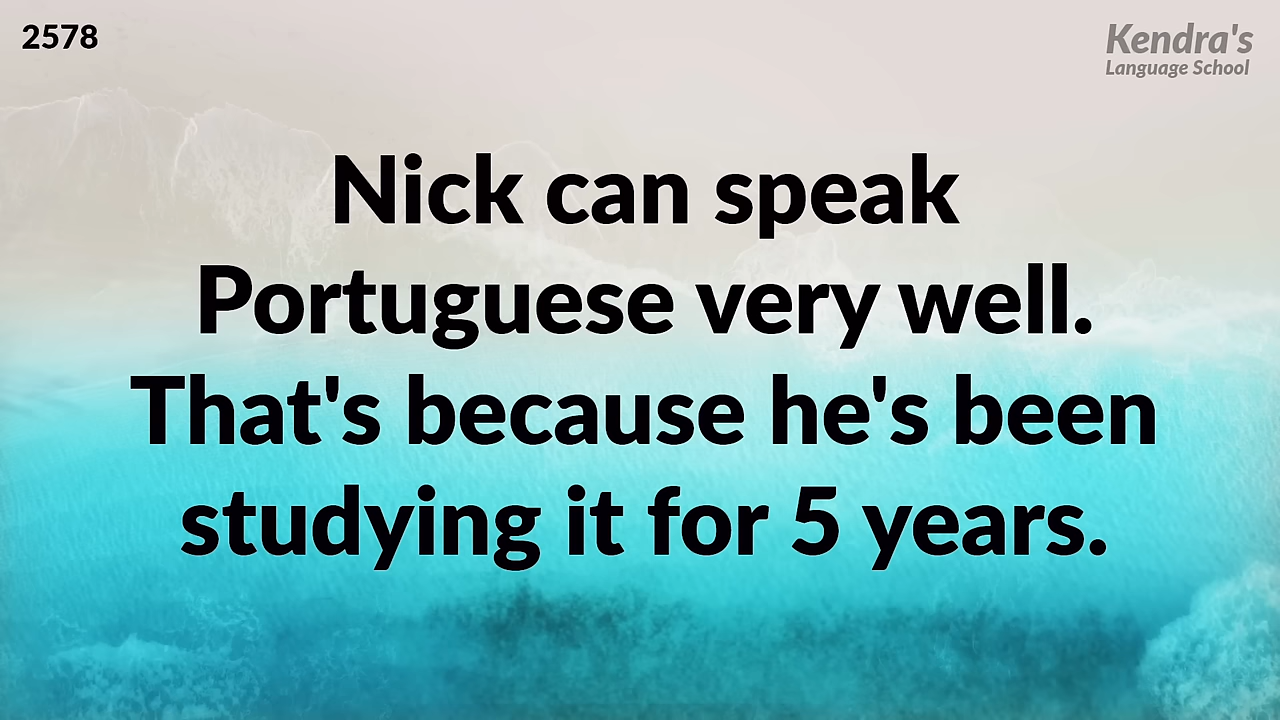 2578
Kendra's
Language School
Nick can speak
Portuguese very well.
That's because he's been
studying it for 5 years.